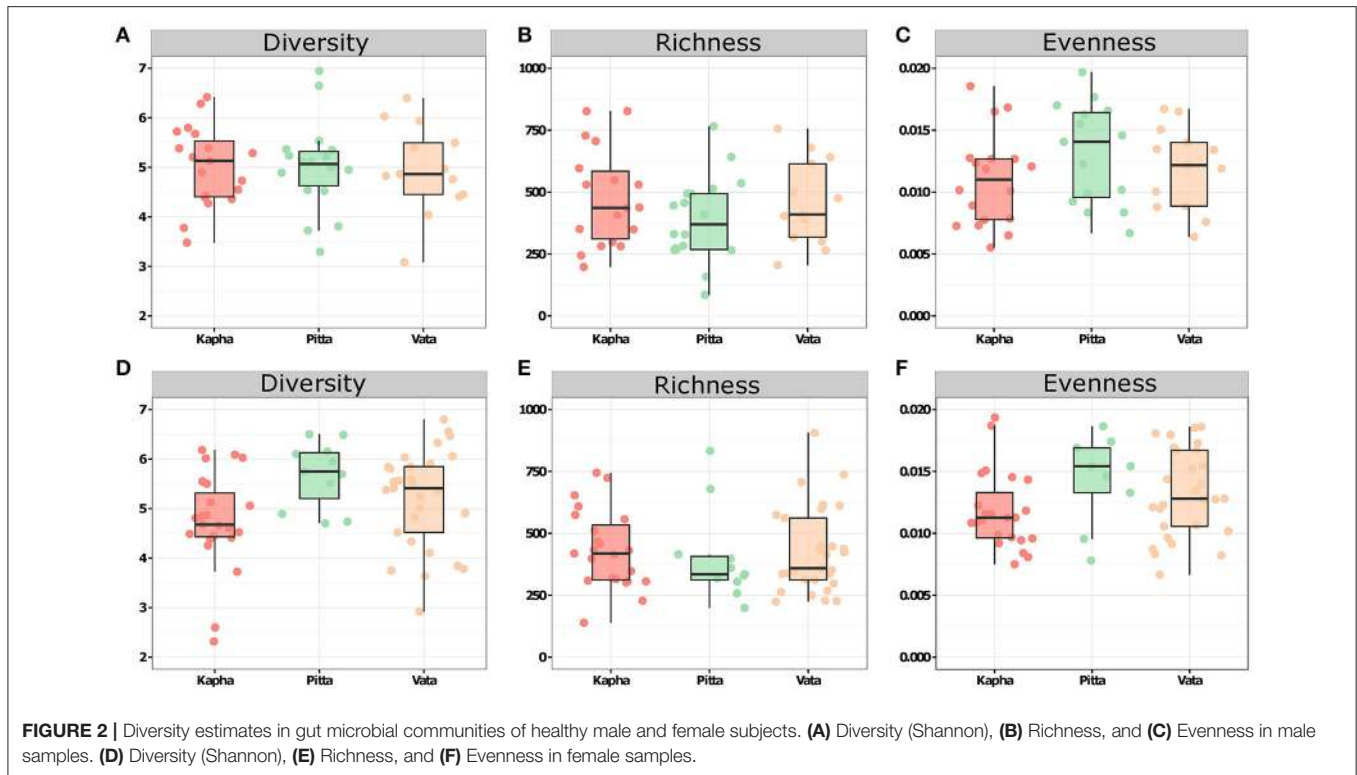 A
Diversity
7
6
5
4
3
2
Kapha
Pitta
Vata
B
Richness
1000
750
500
250
0
Kapha
Pitta
Vata
C
Evenness
0.020
0.015
0.010
0.005
0.000
Kapha
Pitta
Vata
D
Diversity
7
6
5
4
3
2
Kapha
Pitta
Vata
E
Richness
1000
750
500
250
0
Kapha
Pitta
Vata
F
Evenness
0.020
0.015
0.010
0.005
0.000
Kapha
Pitta
Vata
FIGURE 2 | Diversity estimates in gut microbial communities of healthy male and female subjects. (A) Diversity (Shannon), (B) Richness, and (C) Evenness in male
samples. (D) Diversity (Shannon), (E) Richness, and (F) Evenness in female samples.